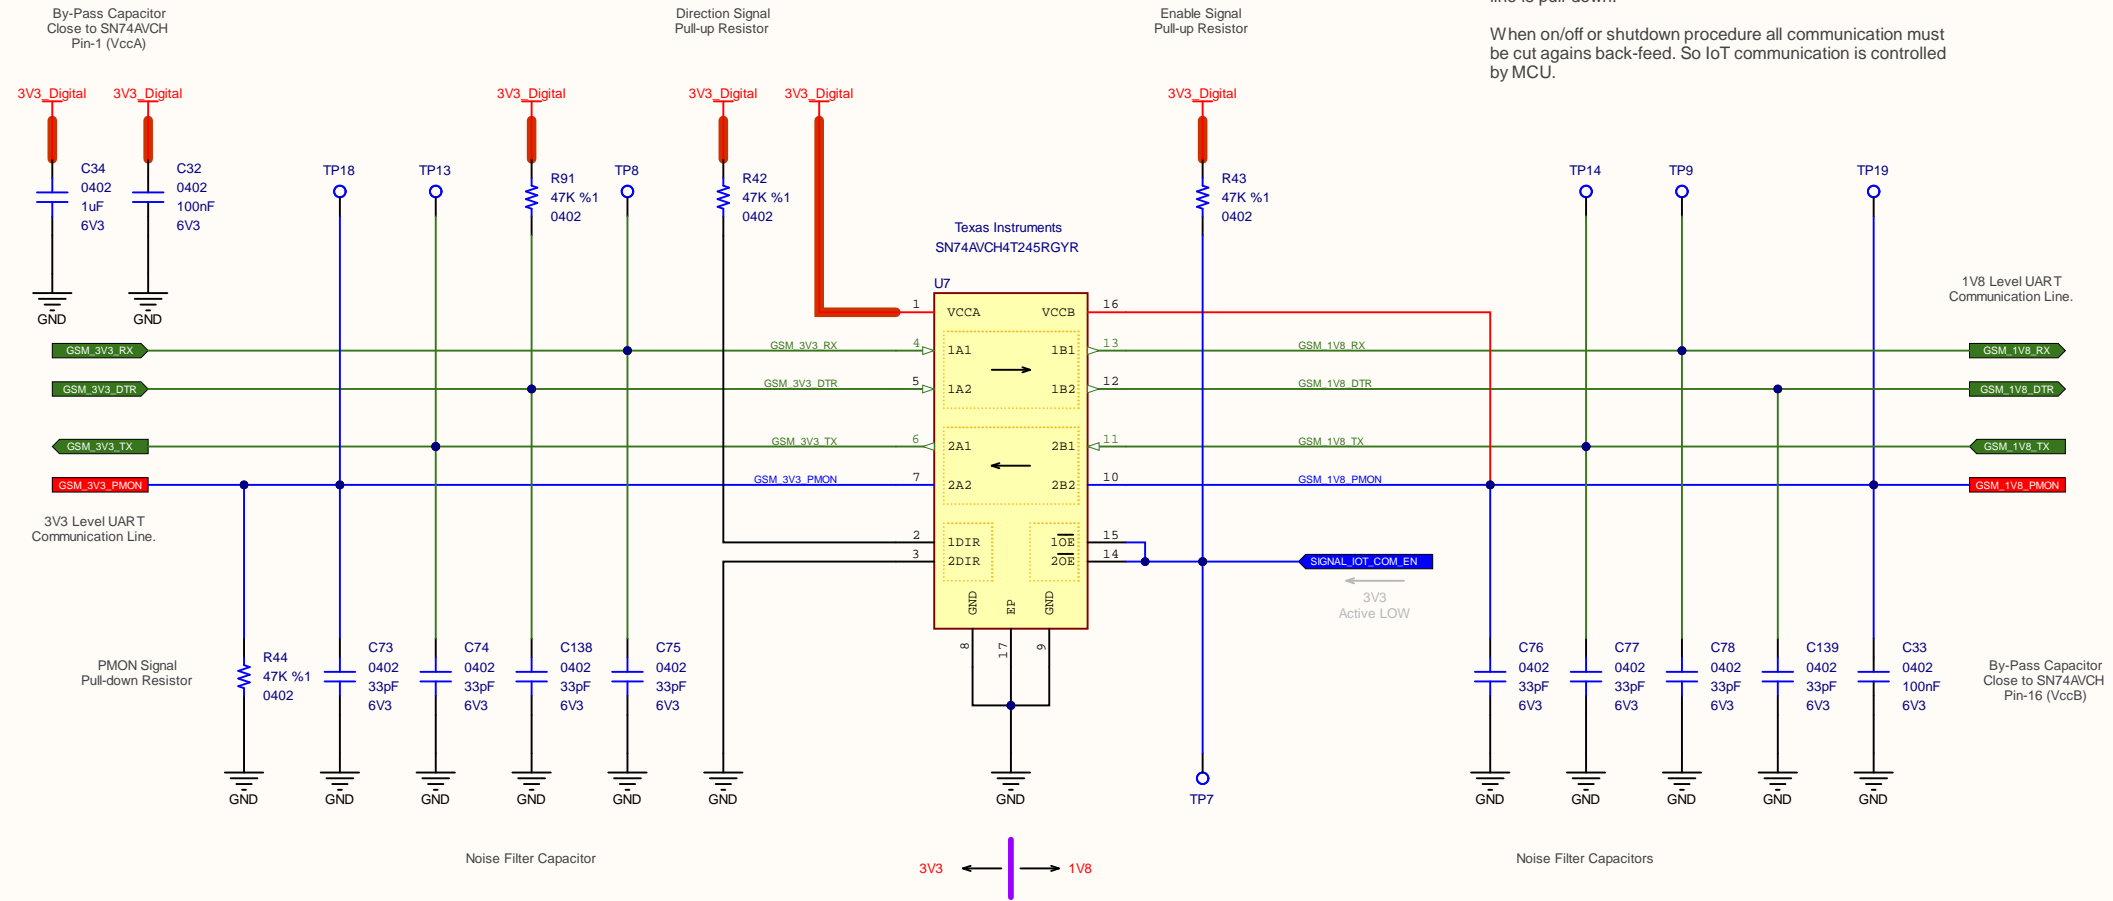 By-Pass Capacitor
Close to SN74AVCH
Pin-1 (VccA)
Direction Signal
Pull-up Resistor
Enable Signal
Pull-up Resistor
line is pull-down.
When on/off or shutdown procedure all communication must
be cut agains back-feed. So IoT communication is controlled
by MCU.
3V3_Digital
3V3_Digital
3V3_Digital
3V3_Digital
3V3_Digital
3V3_Digital
C34
0402
1uF
6V3
C32
0402
100nF
6V3
TP18
TP13
R91
47K %1
0402
TP8
R42
47K %1
0402
R43
47K %1
0402
TP14
TP9
TP19
Texas Instruments
SN74AVCH4T245RGYR
U7
GND
GND
1V8 Level UART
Communication Line.
1
VCCA
VCCB
16
GSM_3V3_RX
GSM_3V3_RX
4
1A1
1B1
13
GSM_1V8_RX
GSM_1V8_RX
GSM_3V3_DTR
GSM_3V3_DTR
5
1A2
1B2
12
GSM_1V8_DTR
GSM_1V8_DTR
GSM_3V3_TX
GSM_3V3_TX
6
2A1
2B1
11
GSM_1V8_TX
GSM_1V8_TX
GSM_3V3_PMON
GSM_3V3_PMON
7
2A2
2B2
10
GSM_1V8_PMON
GSM_1V8_PMON
3V3 Level UART
Communication Line.
2
1DIR
1OE
15
3
2DIR
2OE
14
SIGNAL_IOT_COM_EN
3V3
Active LOW
GND
EP
GND
8
17
9
PMON Signal
Pull-down Resistor
R44
47K %1
0402
C73
0402
33pF
6V3
C74
0402
33pF
6V3
C138
0402
33pF
6V3
C75
0402
33pF
6V3
C76
0402
33pF
6V3
C77
0402
33pF
6V3
C78
0402
33pF
6V3
C139
0402
33pF
6V3
C33
0402
100nF
6V3
By-Pass Capacitor
Close to SN74AVCH
Pin-16 (VccB)
GND
GND
GND
GND
GND
GND
GND
TP7
GND
GND
GND
GND
GND
Noise Filter Capacitor
Noise Filter Capacitors
3V3
1V8